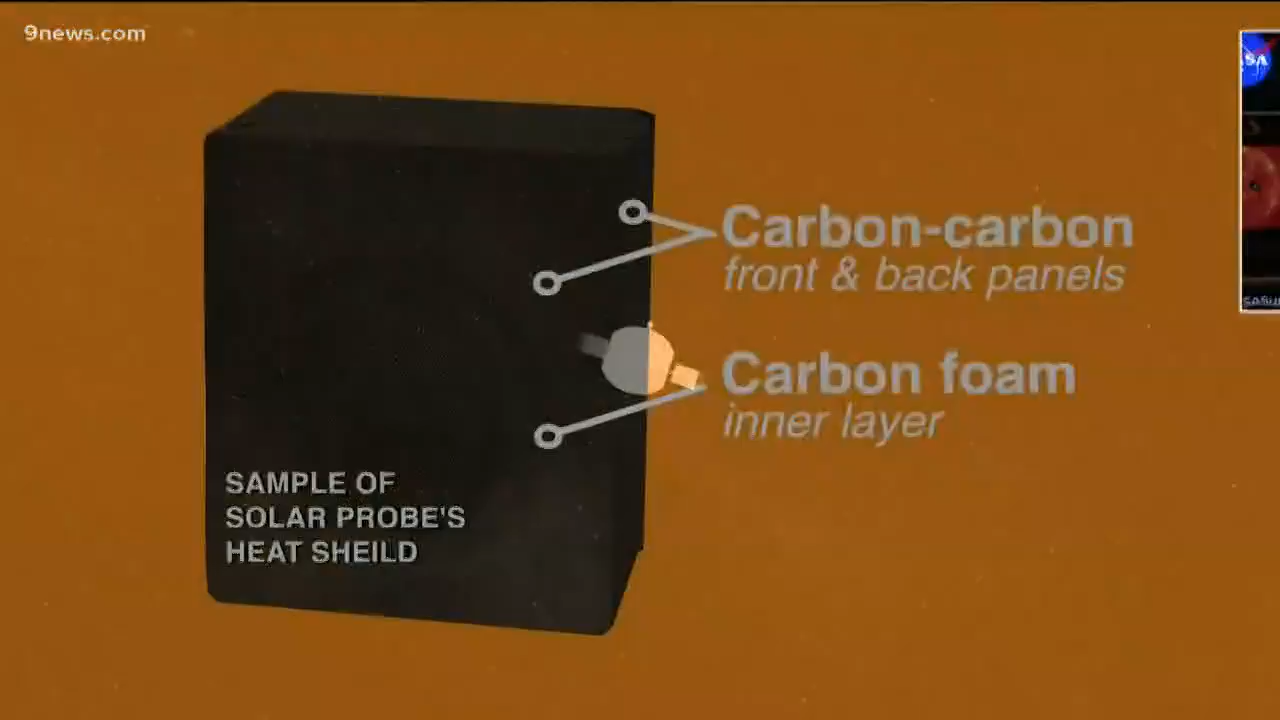 9news.com
Carbon-carbon
front & back panels
Carbon foam
inner layer
SAMPLE OF
SOLAR PROBE'S
HEAT SHEILD